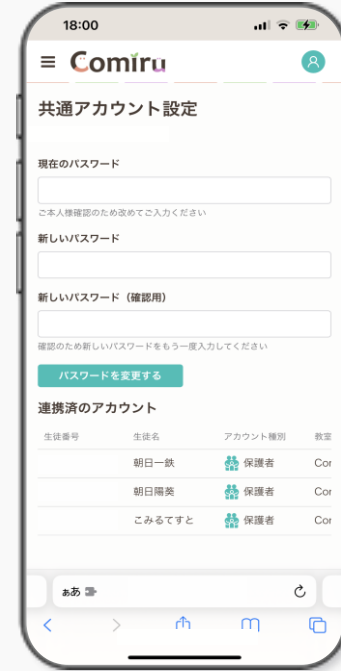 18:00
Comiru
共通アカウント設定
現在のパスワード
ご本人様確認のため改めてご入力ください
新しいパスワード
新しいパスワード（確認用）
確認のため新しいパスワードをもう一度入力してください
パスワードを変更する
連携済のアカウント
生徒番号 生徒名 アカウント種別 教室
朝日一鉄 保護者 Cor
朝日陽葵 保護者 Cor
こみるてすと 保護者 Cor
ぁあ